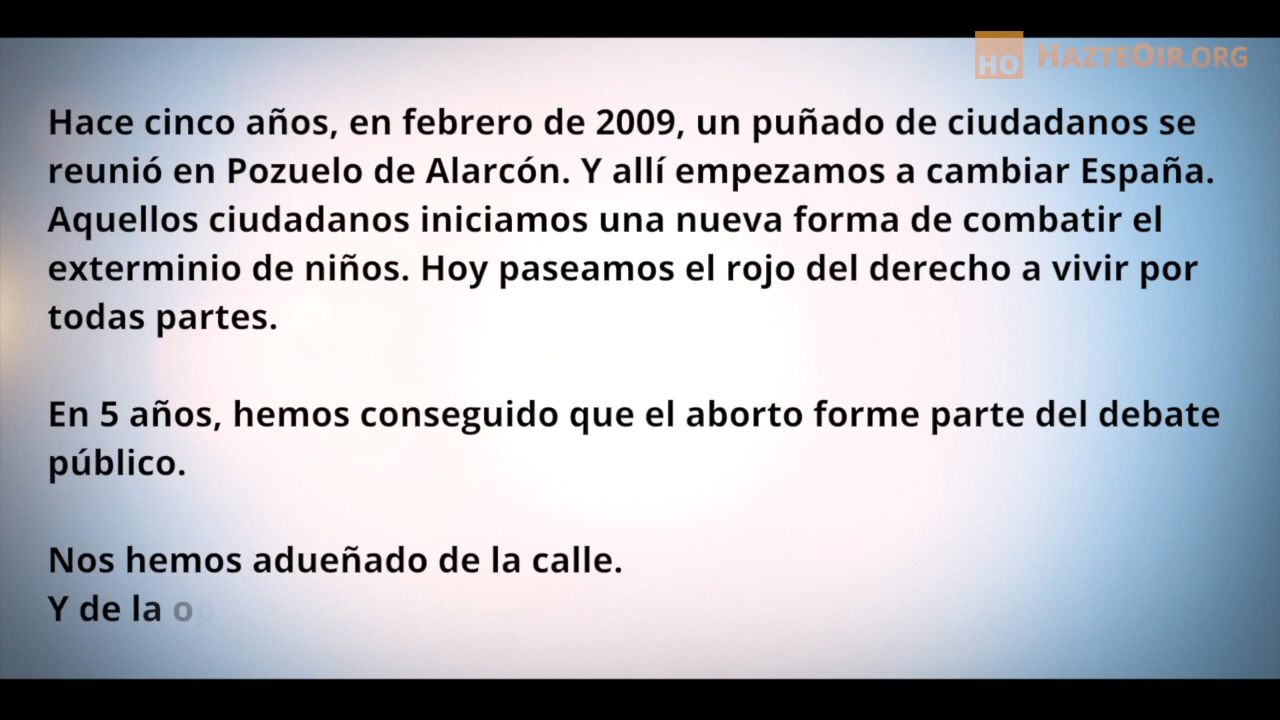 HO HAZTEOIR.ORG
Hace cinco años, en febrero de 2009, un puñado de ciudadanos se
reunió en Pozuelo de Alarcón. Y allí empezamos a cambiar España.
Aquellos ciudadanos iniciamos una nueva forma de combatir el
exterminio de niños. Hoy paseamos el rojo del derecho a vivir por
todas partes.
En 5 años, hemos conseguido que el aborto forme parte del debate
público.
Nos hemos adueñado de la calle.
Y de la